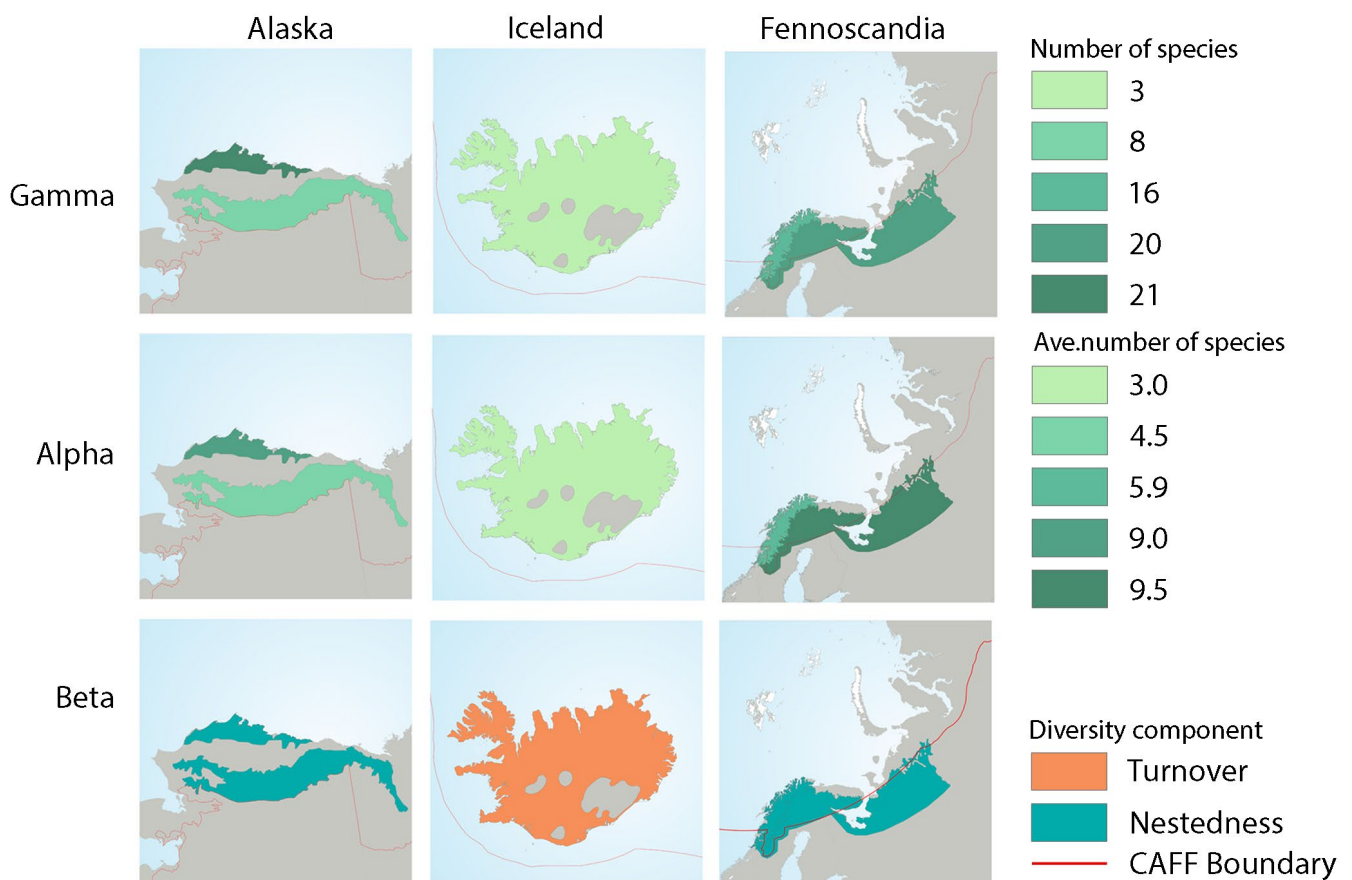 Alaska
Iceland
Fennoscandia
Gamma
Alpha
Beta
Number of species
3
8
16
20
21
Ave.number of species
3.0
4.5
5.9
9.0
9.5
Diversity component
Turnover
Nestedness
CAFF Boundary